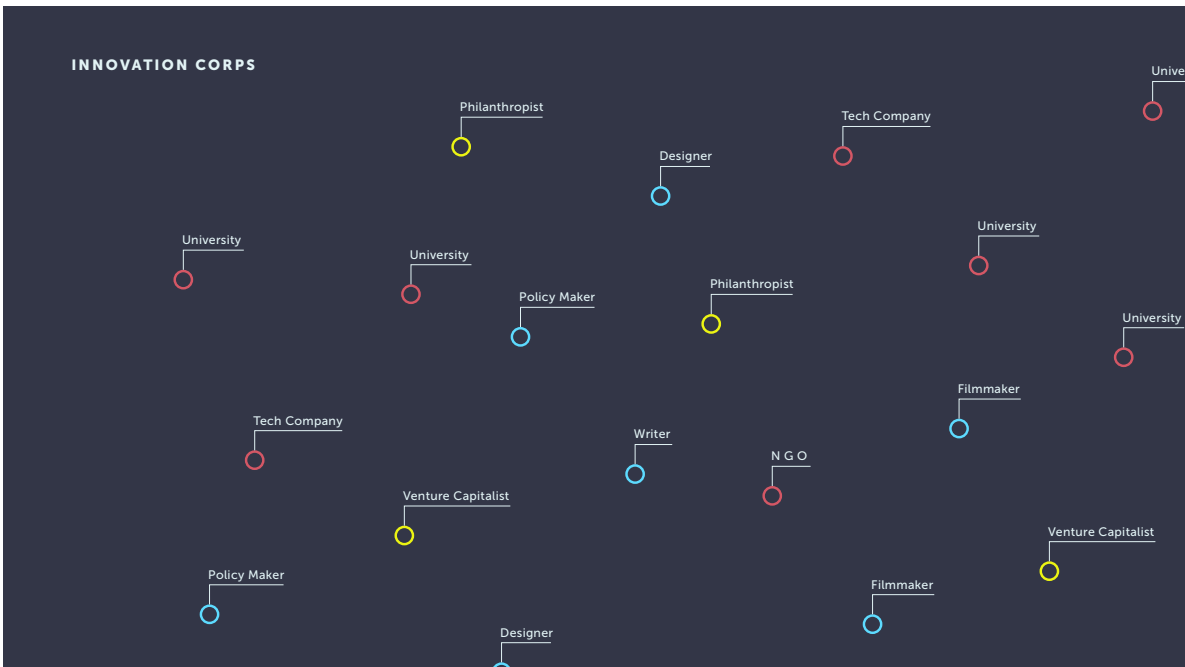 INNOVATION CORPS
Unive
Philanthropist
Tech Company
Designer
University
University
University
Philanthropist
Policy Maker
University
Filmmaker
Tech Company
Writer
N G O
Venture Capitalist
Venture Capitalist
Policy Maker
Filmmaker
Designer